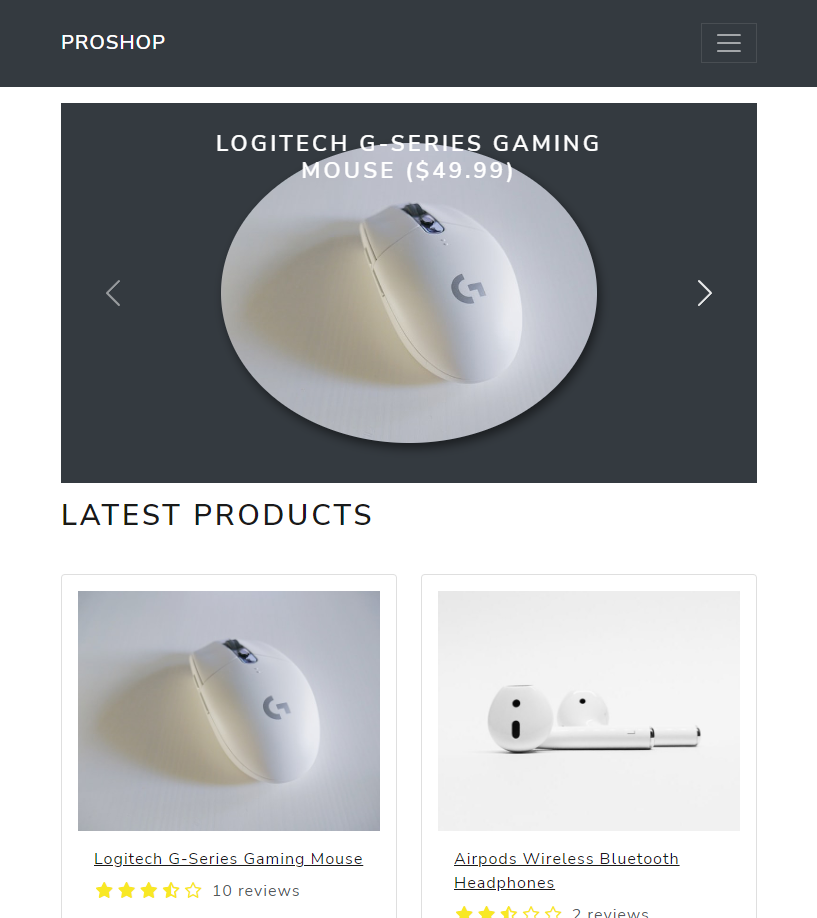 PROSHOP
LOGITECH G-SERIES GAMING
MOUSE ($49.99)
LATEST PRODUCTS
Logitech G-Series Gaming Mouse
10 reviews
Airpods Wireless Bluetooth
Headphones
2 reviews